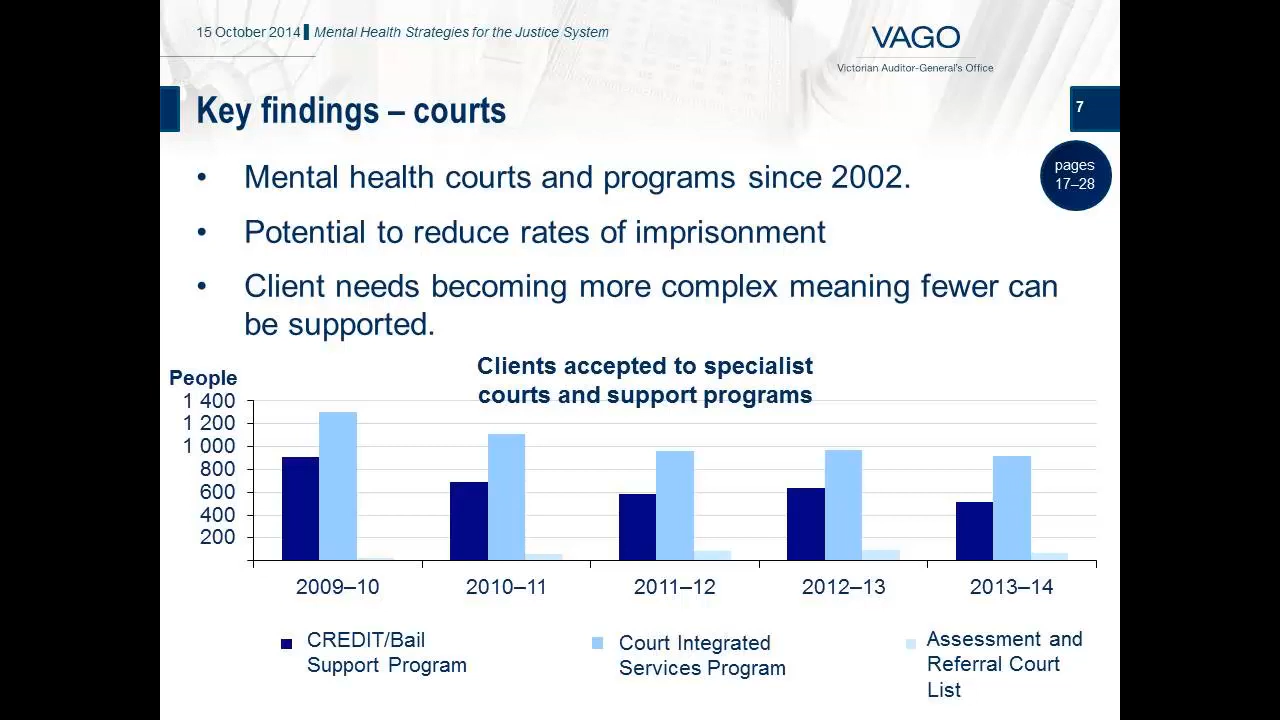 15 October 2014 Mental Health Strategies for the Justice System
VAGO
Victorian Auditor-General's Office
Key findings – courts
7
pages
17–28
• Mental health courts and programs since 2002.
• Potential to reduce rates of imprisonment
• Client needs becoming more complex meaning fewer can
be supported.
Clients accepted to specialist
courts and support programs
People
1 400
1 200
1 000
800
600
400
200
2009–10 2010–11 2011–12 2012–13 2013–14
CREDIT/Bail
Support Program
Court Integrated
Services Program
Assessment and
Referral Court
List